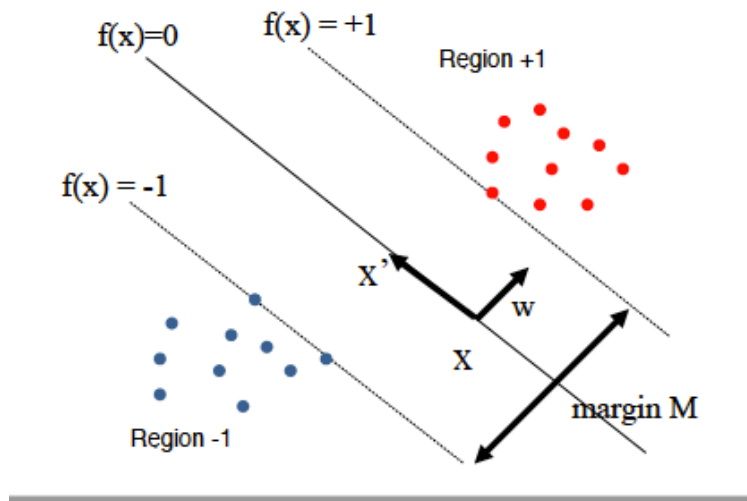 f(x) = +1
f(x)=0
Region +1
f(x) = -1
X’
w
X
margin M
Region -1